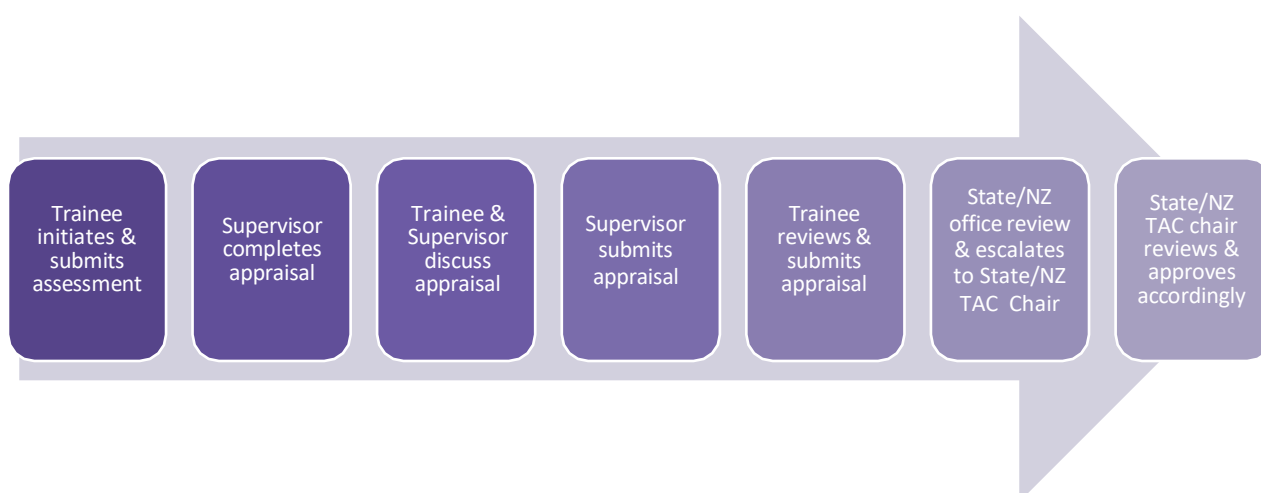 Trainee
initiates &
submits
assessment
Supervisor
completes
appraisal
Trainee &
Supervisor
discuss
appraisal
Supervisor
submits
appraisal
Trainee
reviews &
submits
appraisal
State/NZ
office review
& escalates
to State/NZ
TAC Chair
State/NZ
TAC chair
reviews &
approves
accordingly